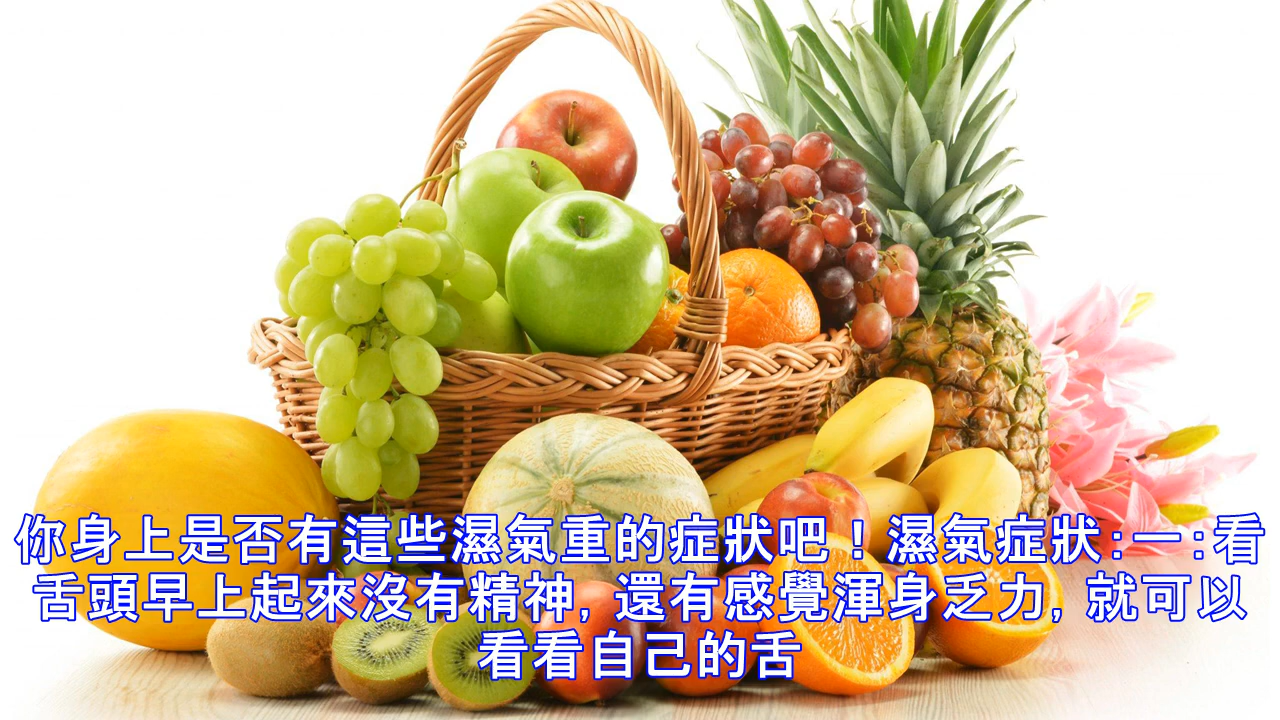 你身上是否有這些濕氣重的症狀吧！濕氣症狀:一:看
舌頭早上起來沒有精神,還有感覺渾身乏力,就可以
看看自己的舌